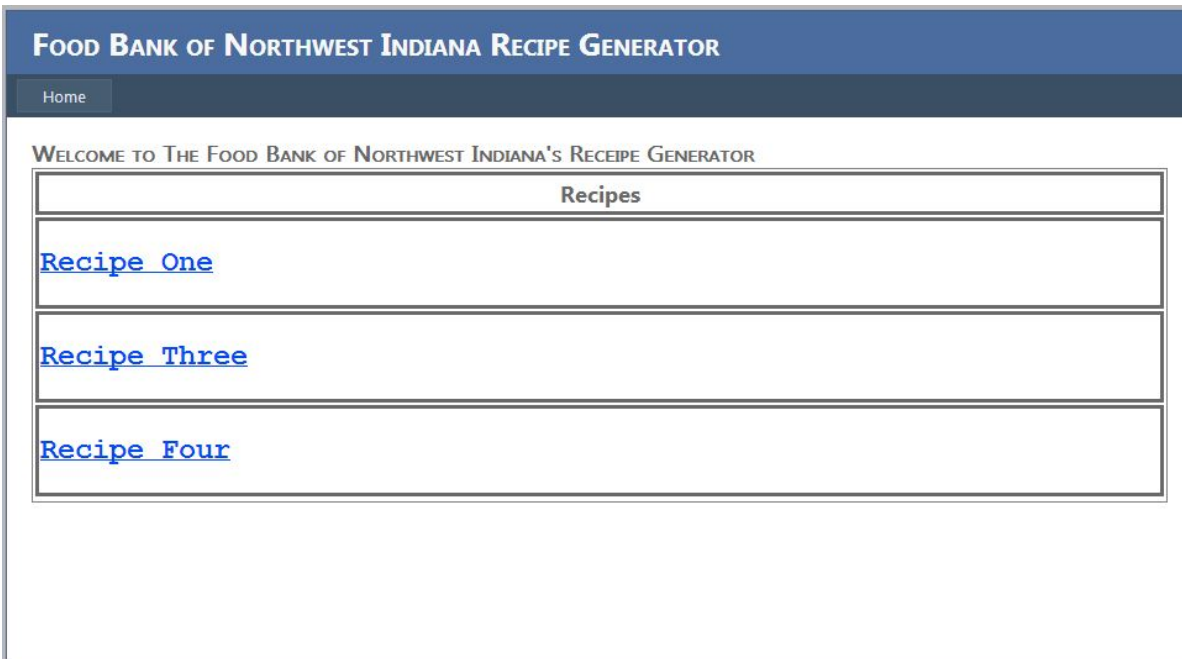 Food Bank of Northwest Indiana Recipe Generator
Home
Welcome to The Food Bank of Northwest Indiana's Receipe Generator
Recipes
Recipe One
Recipe Three
Recipe Four